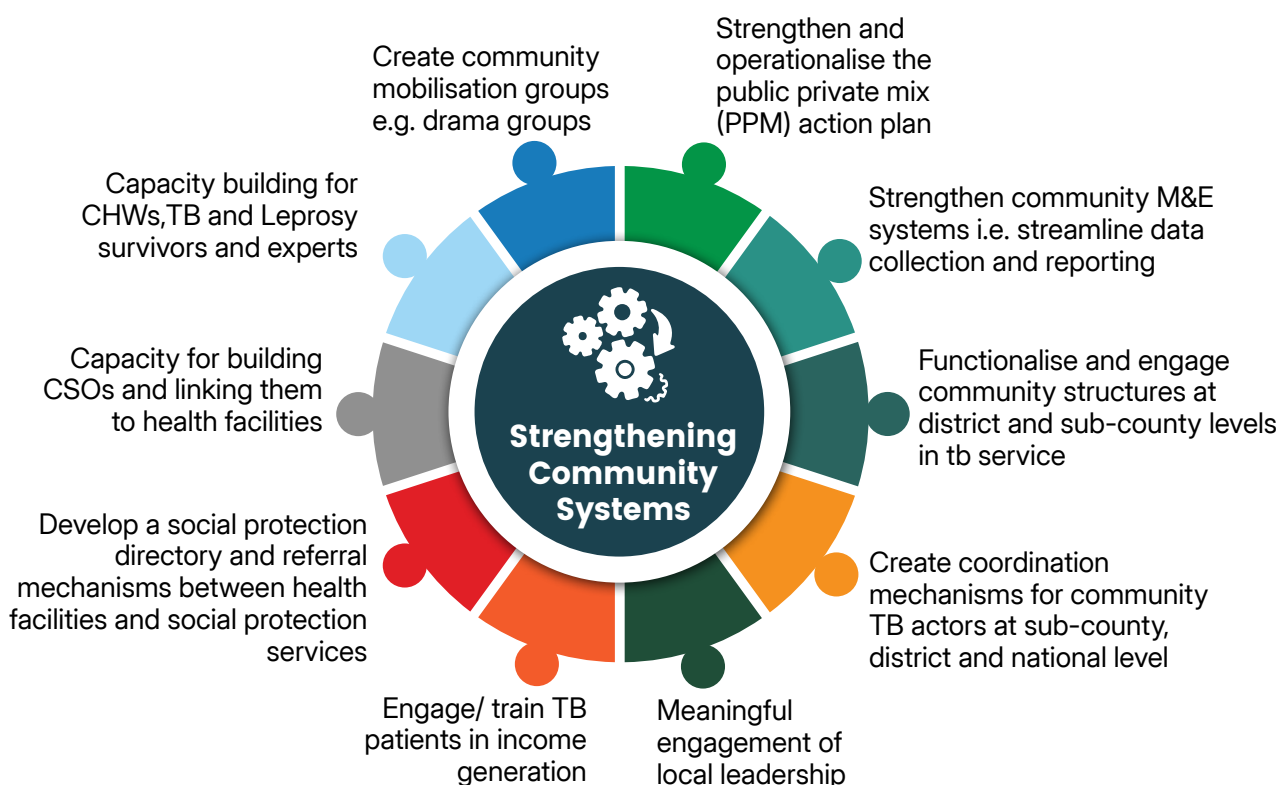 Create community
mobilisation groups
e.g. drama groups
Strengthen and
operationalise the
public private mix
(PPM) action plan
Capacity building for
CHWs,TB and Leprosy
survivors and experts
Strengthen community M&E
systems i.e. streamline data
collection and reporting
Capacity for building
CSOs and linking them
to health facilities
Strengthening
Community
Systems
Functionalise and engage
community structures at
district and sub-county levels
in tb service
Develop a social protection
directory and referral
mechanisms between health
facilities and social protection
services
Create coordination
mechanisms for community
TB actors at sub-county,
district and national level
Engage/ train TB
patients in income
generation
Meaningful
engagement of
local leadership